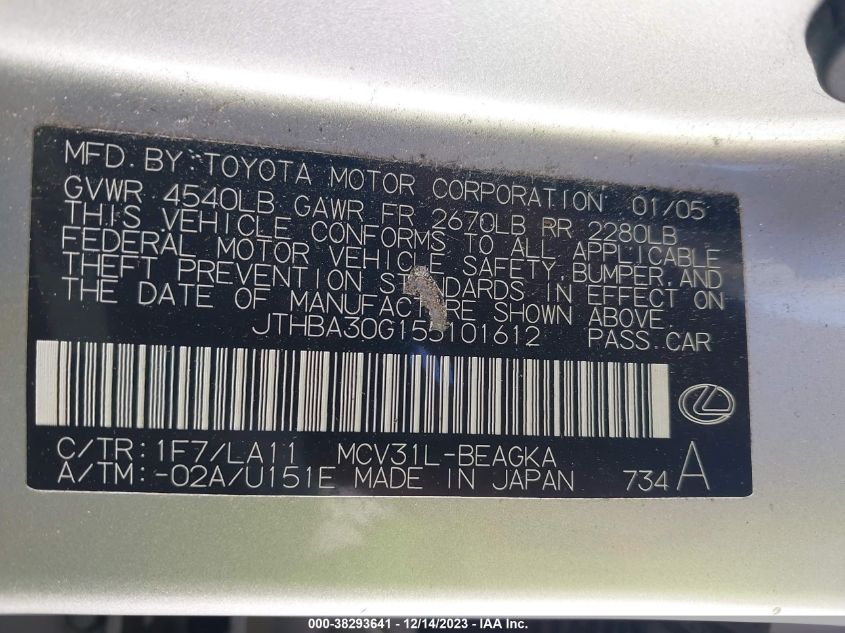 MFD. BY: TOYOTA MOTOR CORPORATION 01/05
GVWR 4540LB GAWR FR 2670LB RR 2280LB
THIS VEHICLE CONFORMS TO ALL APPLICABLE
FEDERAL MOTOR VEHICLE SAFETY, BUMPER, AND
THEFT PREVENTION STANDARDS IN EFFECT ON
THE DATE OF MANUFACTURE SHOWN ABOVE.
JTHBA30G155101612 PASS. CAR
C/TR: 1F7/LA11 MCV31L-BEAGKA
A/TM: -02A/U151E MADE IN JAPAN 734 A
000-38293641 - 12/14/2023 - IAA Inc.